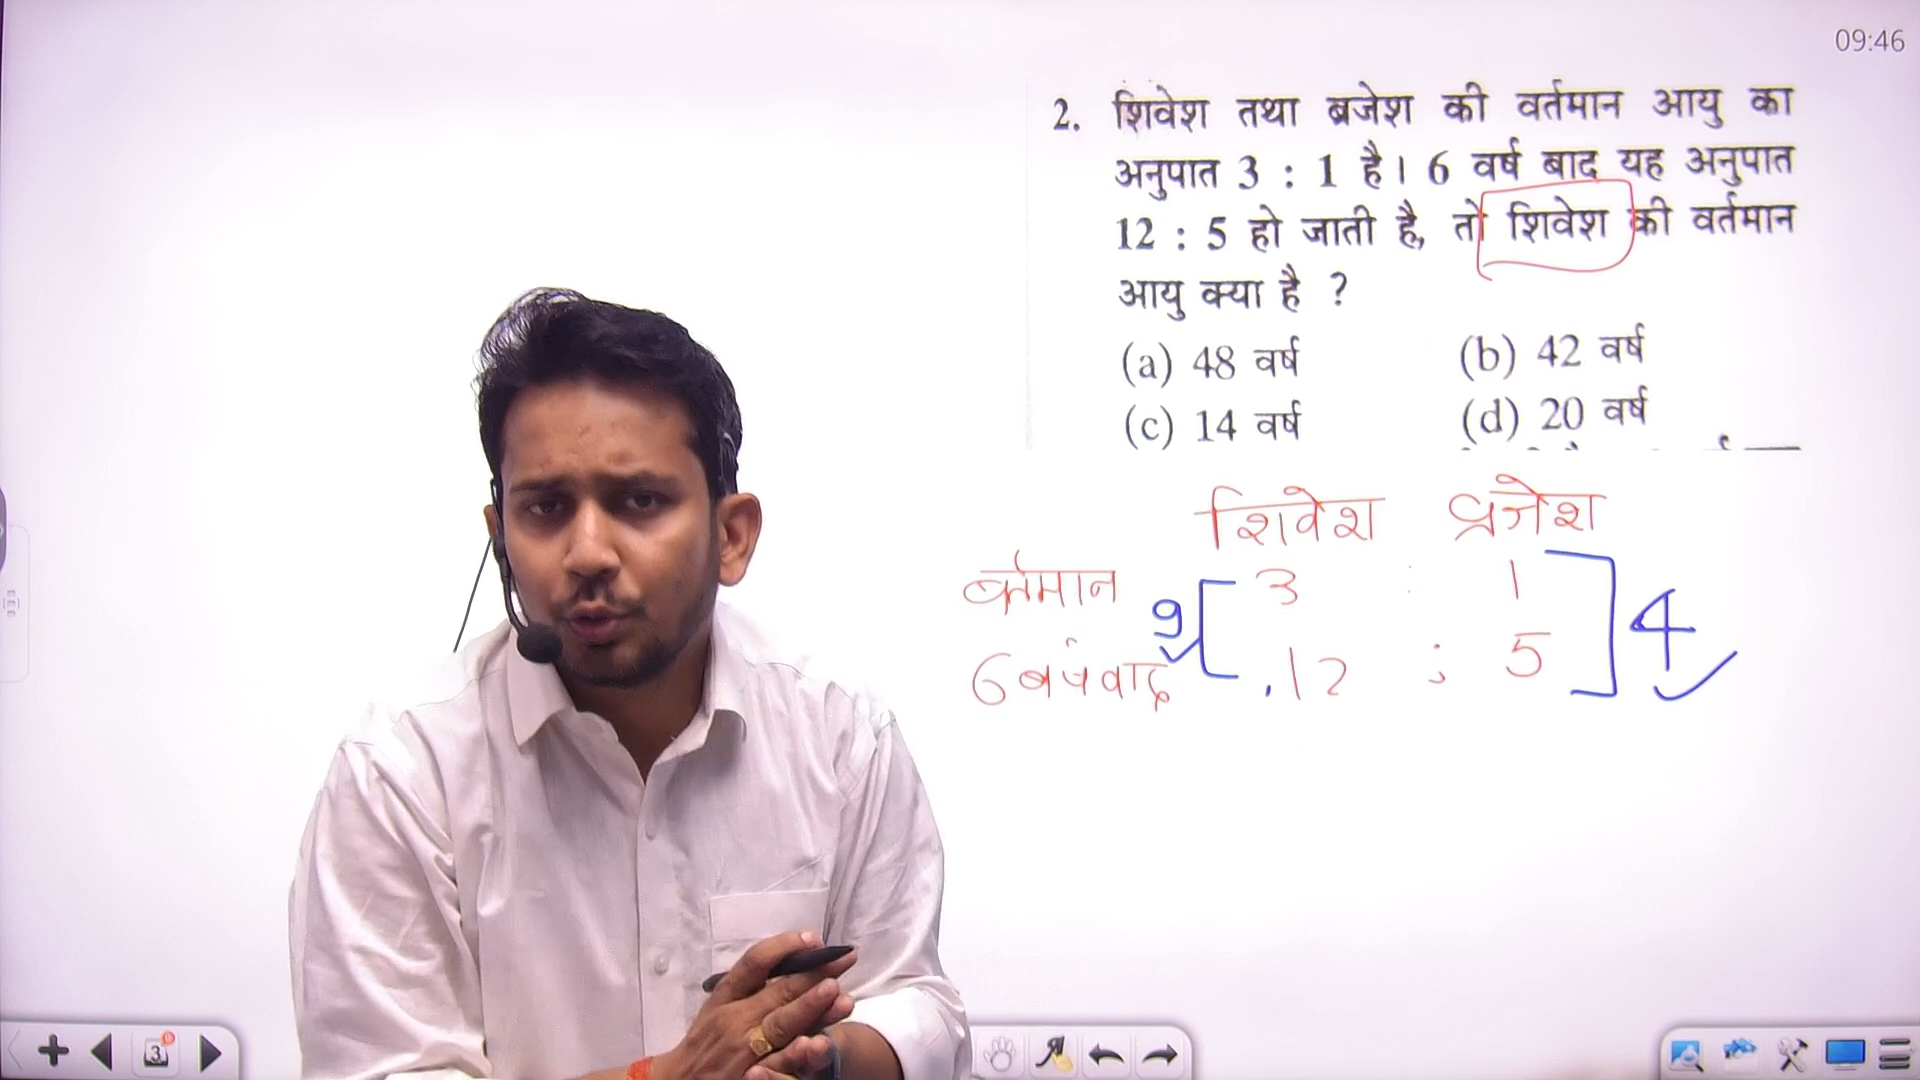 09:46
2. शिवेश तथा ब्रजेश की वर्तमान आयु का
अनुपात 3 : 1 है। 6 वर्ष बाद यह अनुपात
12 : 5 हो जाती है, तो शिवेश की वर्तमान
आयु क्या है ?
(a) 48 वर्ष (b) 42 वर्ष
(c) 14 वर्ष (d) 20 वर्ष
शिवेश ब्रजेश
वर्तमान 9 3 : 1 4
6 वर्ष बाद 12 : 5
3